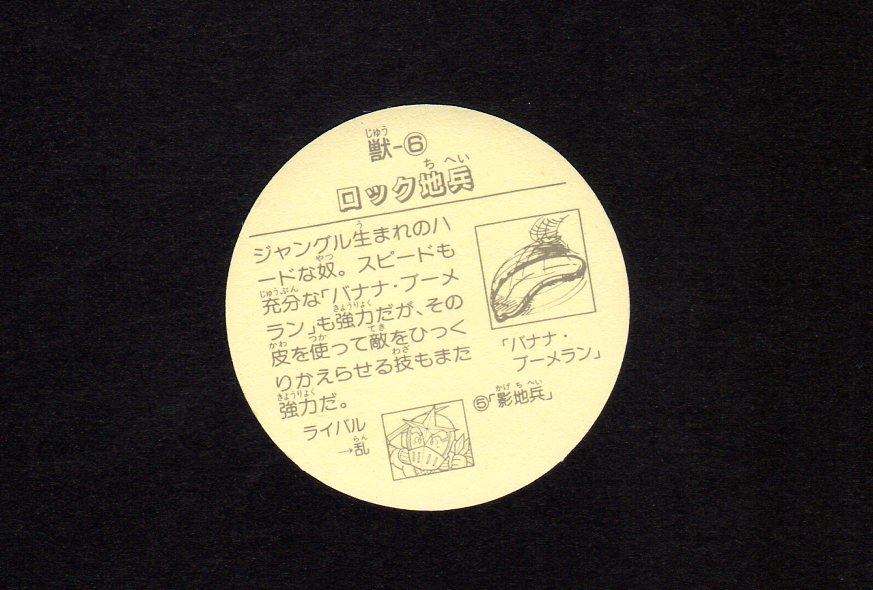 獣-⑥
ロック地兵
ジャングル生まれのハ
ードな奴。スピードも
充分な「バナナ・ブーメ
ラン」も強力だが、その
皮を使って敵をひっく
りかえらせる技もまた
強力だ。
「バナナ・
ブーメラン」
ライバル
→乱
⑤「影地兵」